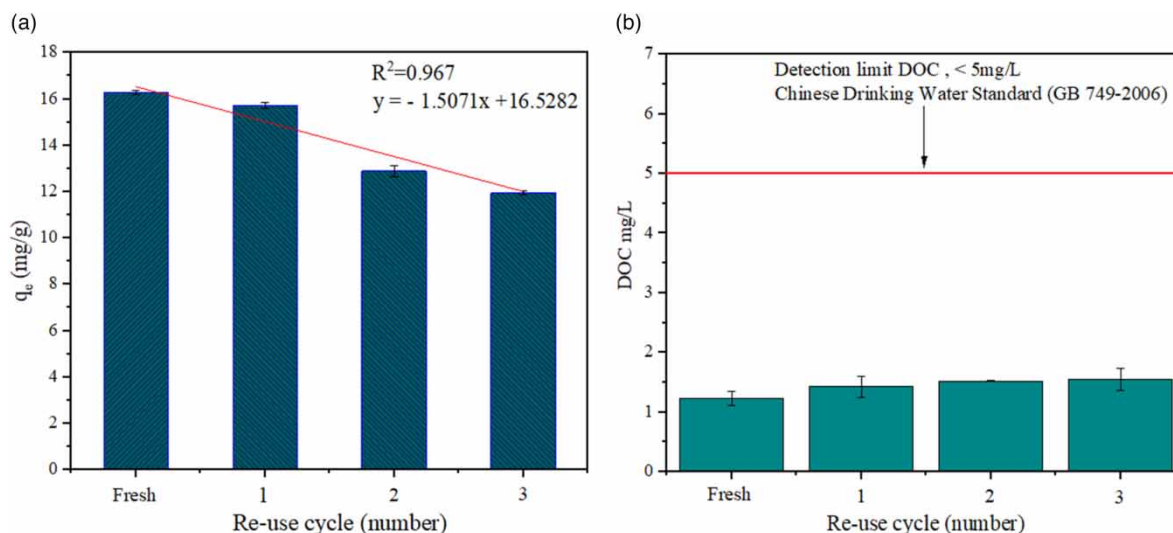 (a)
18
16
14
12
10
8
6
4
2
0
qe (mg/g)
R²=0.967
y = - 1.5071x +16.5282
Fresh 1 2 3
Re-use cycle (number)
(b)
7
6
5
4
3
2
1
0
DOC mg/L
Detection limit DOC , < 5mg/L
Chinese Drinking Water Standard (GB 749-2006)
Fresh 1 2 3
Re-use cycle (number)